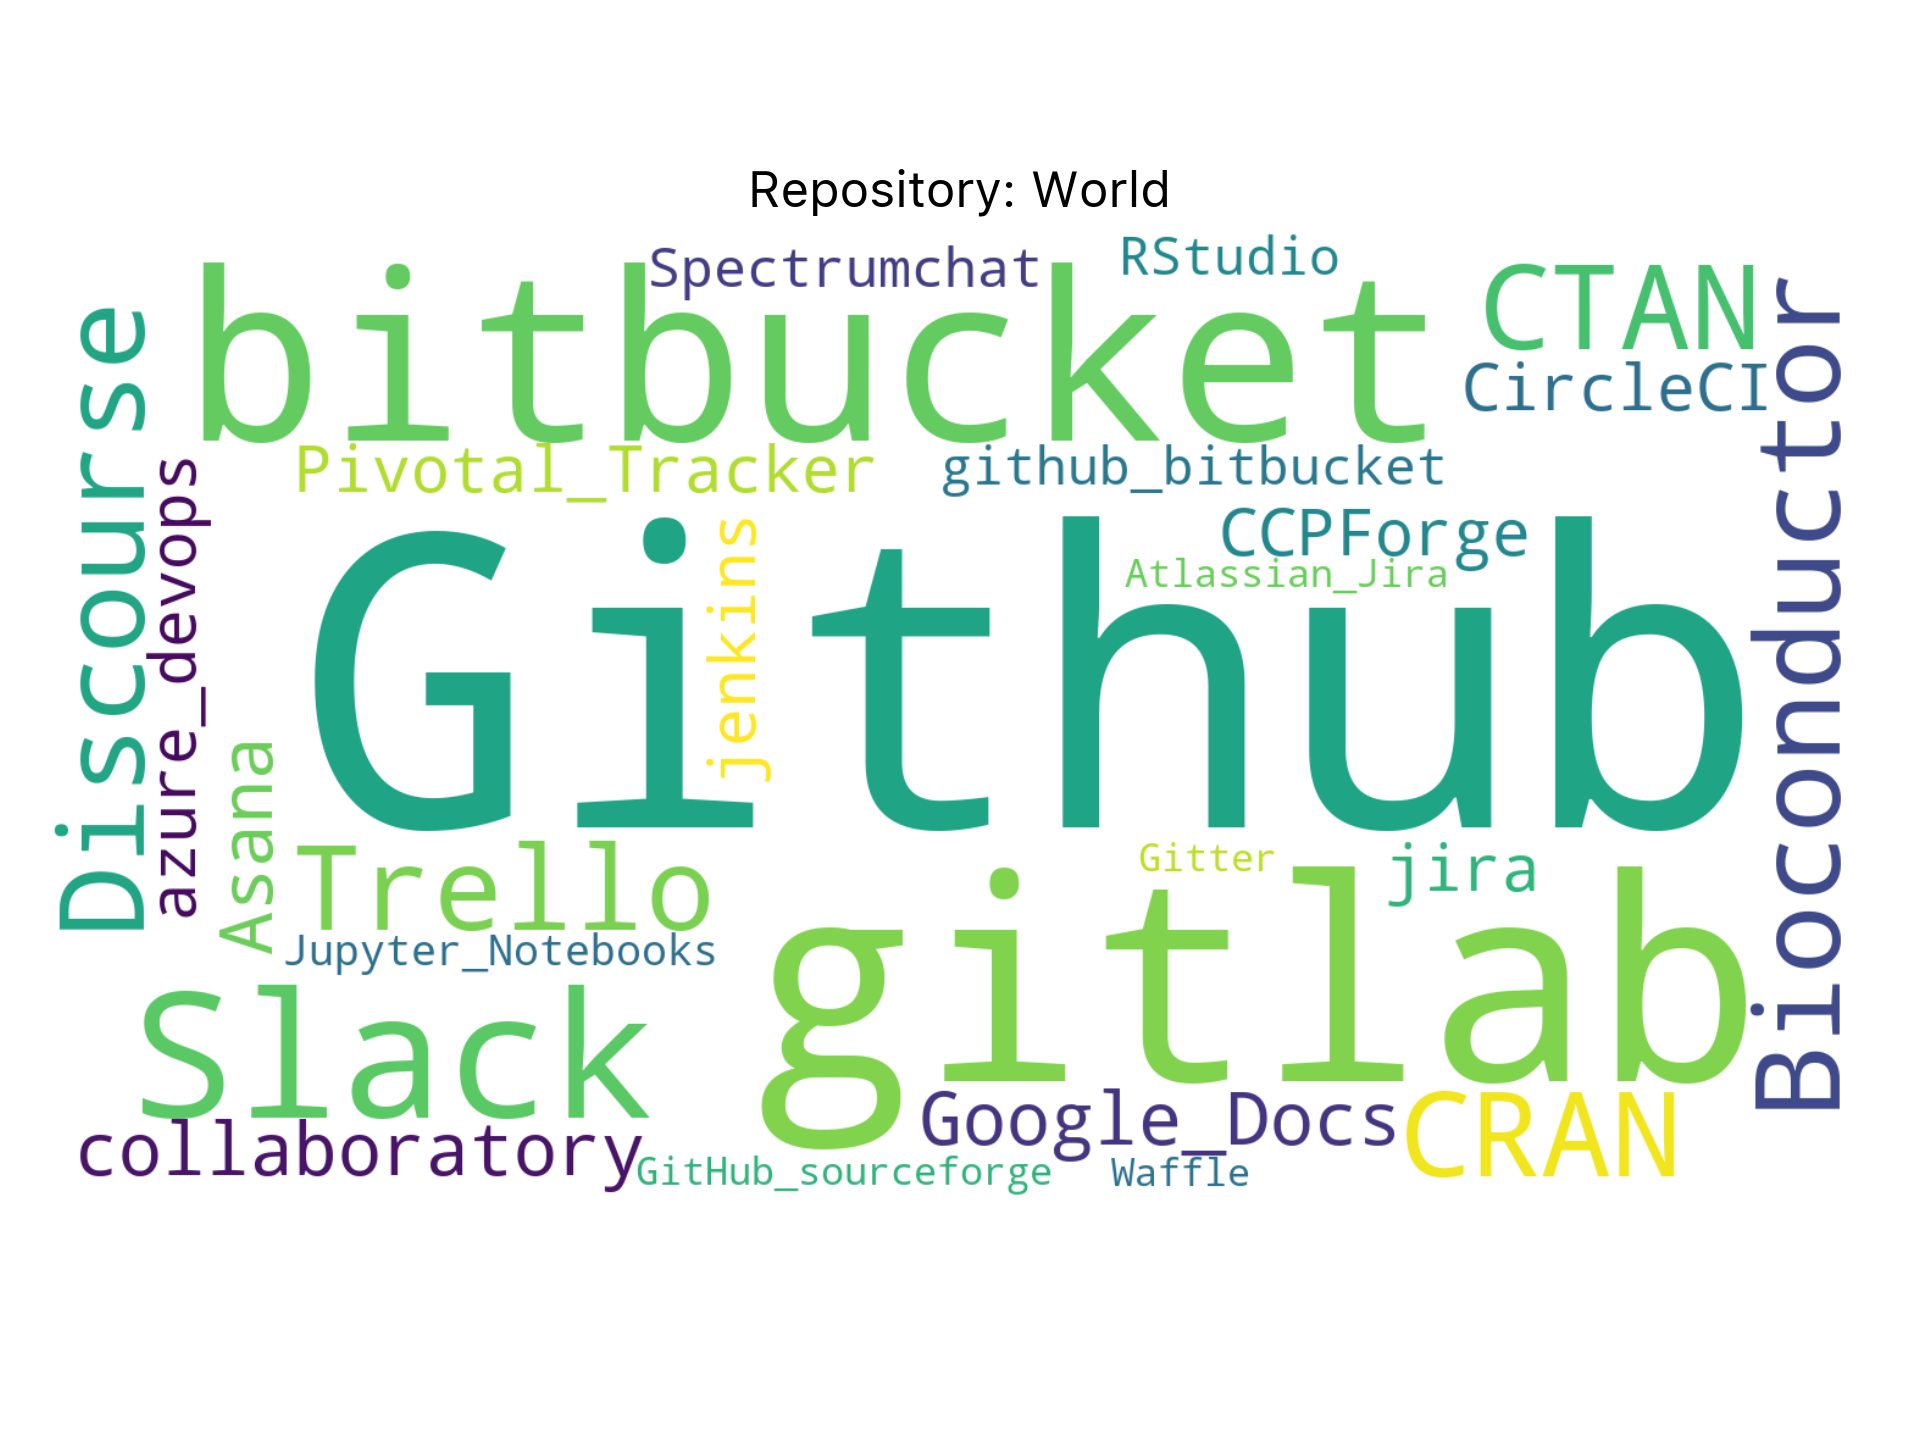 Repository: World
Spectrumchat
RStudio
bitbucket
CTAN
CircleCI
Discourse
Bioconductor
Pivotal_Tracker
github_bitbucket
azure_devops
CCPForge
Atlassian_Jira
jenkins
Github
Asana
Trello
Gitter
jira
Jupyter_Notebooks
gitlab
Slack
Google_Docs
CRAN
collaboratory
GitHub_sourceforge
Waffle